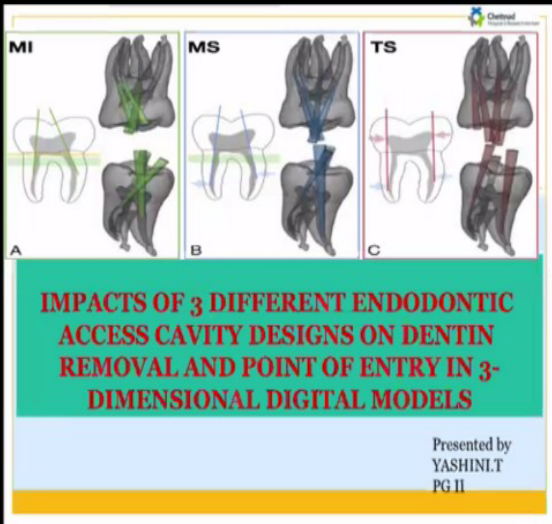 Chettinad
MI
MS
TS
A
B
C
IMPACTS OF 3 DIFFERENT ENDODONTIC
ACCESS CAVITY DESIGNS ON DENTIN
REMOVAL AND POINT OF ENTRY IN 3-
DIMENSIONAL DIGITAL MODELS
Presented by
YASHINI.T
PG II